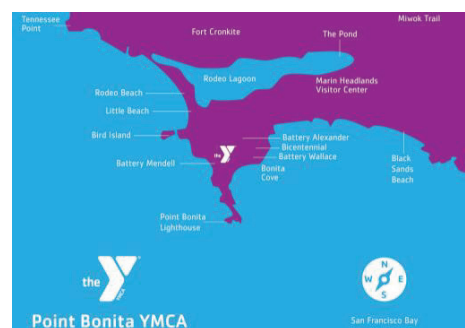 Tennessee
Point
Fort Cronkite
Miwok Trail
The Pond
Rodeo Lagoon
Marin Headlands
Visitor Center
Rodeo Beach
Little Beach
Bird Island
Battery Alexander
Bicentennial
Battery Wallace
the Y
Battery Mendell
Bonita
Cove
Black
Sands
Beach
Point Bonita
Lighthouse
the Y
YMCA
N
W E
S
Point Bonita YMCA
San Francisco Bay